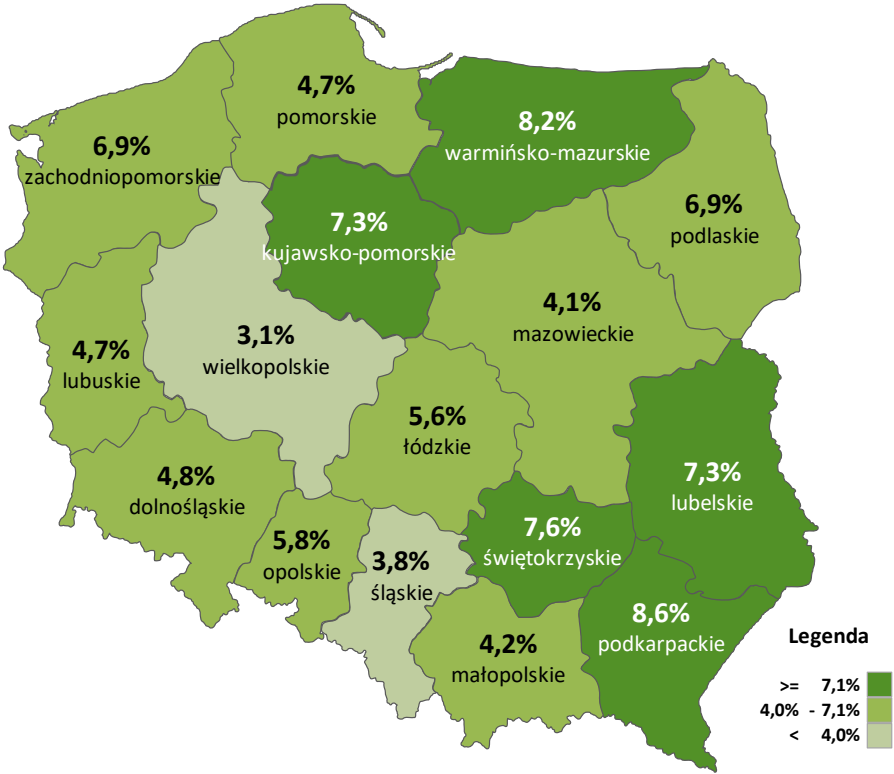 4,7%
pomorskie
8,2%
warmińsko-mazurskie
6,9%
zachodniopomorskie
6,9%
podlaskie
7,3%
kujawsko-pomorskie
4,1%
mazowieckie
3,1%
wielkopolskie
4,7%
lubuskie
5,6%
łódzkie
4,8%
dolnośląskie
7,3%
lubelskie
7,6%
świętokrzyskie
5,8%
opolskie
3,8%
śląskie
8,6%
podkarpackie
4,2%
małopolskie
Legenda
>= 7,1%
4,0% - 7,1%
< 4,0%